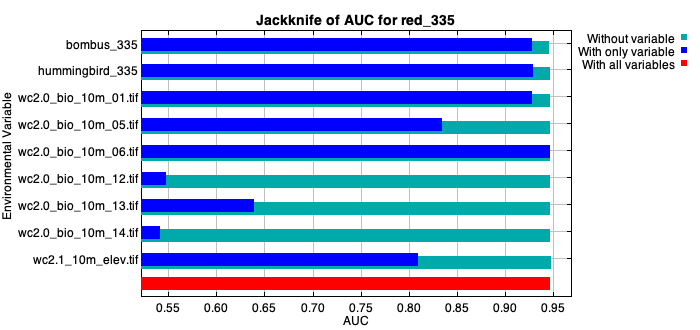 Jackknife of AUC for red_335
Without variable
With only variable
With all variables
Environmental Variable
bombus_335
hummingbird_335
wc2.0_bio_10m_01.tif
wc2.0_bio_10m_05.tif
wc2.0_bio_10m_06.tif
wc2.0_bio_10m_12.tif
wc2.0_bio_10m_13.tif
wc2.0_bio_10m_14.tif
wc2.1_10m_elev.tif
0.55 0.60 0.65 0.70 0.75 0.80 0.85 0.90 0.95
AUC